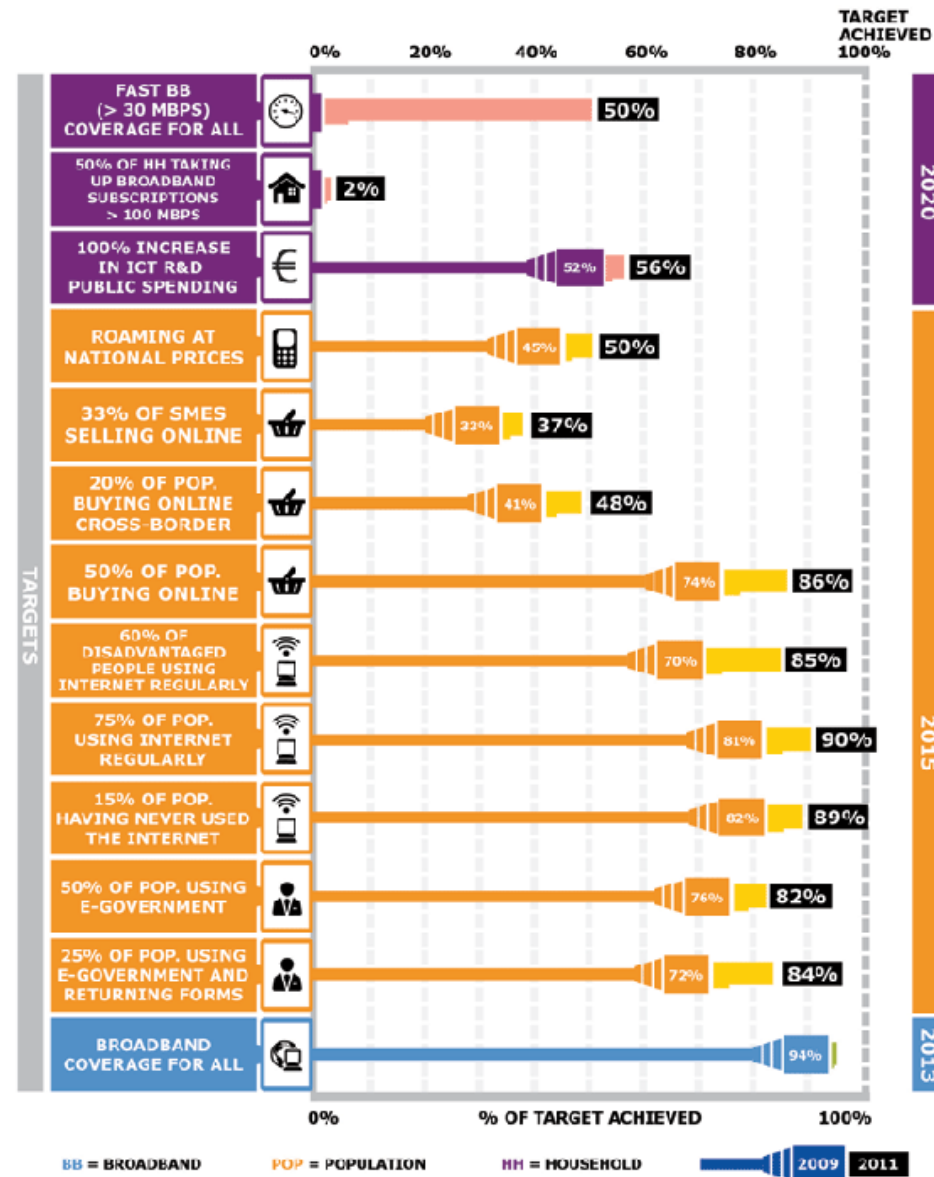 TARGET
ACHIEVED
0% 20% 40% 60% 80% 100%
FAST BB
(> 30 MBPS)
COVERAGE FOR ALL
50%
50% OF HH TAKING
UP BROADBAND
SUBSCRIPTIONS
> 100 MBPS
2%
100% INCREASE
IN ICT R&D
PUBLIC SPENDING
€
52%
56%
2020
ROAMING AT
NATIONAL PRICES
45%
50%
33% OF SMES
SELLING ONLINE
33%
37%
20% OF POP.
BUYING ONLINE
CROSS-BORDER
41%
48%
50% OF POP.
BUYING ONLINE
74%
86%
TARGETS
60% OF
DISADVANTAGED
PEOPLE USING
INTERNET REGULARLY
70%
85%
75% OF POP.
USING INTERNET
REGULARLY
81%
90%
2015
15% OF POP.
HAVING NEVER USED
THE INTERNET
82%
89%
50% OF POP. USING
E-GOVERNMENT
76%
82%
25% OF POP. USING
E-GOVERNMENT AND
RETURNING FORMS
72%
84%
BROADBAND
COVERAGE FOR ALL
94%
2013
0% % OF TARGET ACHIEVED 100%
BB = BROADBAND POP = POPULATION HH = HOUSEHOLD 2009 2011